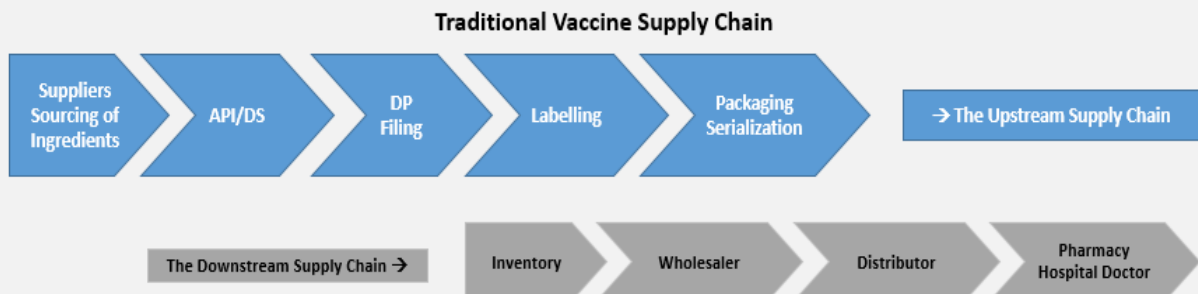 Traditional Vaccine Supply Chain
Suppliers
Sourcing of
Ingredients
API/DS
DP
Filing
Labelling
Packaging
Serialization
→ The Upstream Supply Chain
The Downstream Supply Chain →
Inventory
Wholesaler
Distributor
Pharmacy
Hospital Doctor